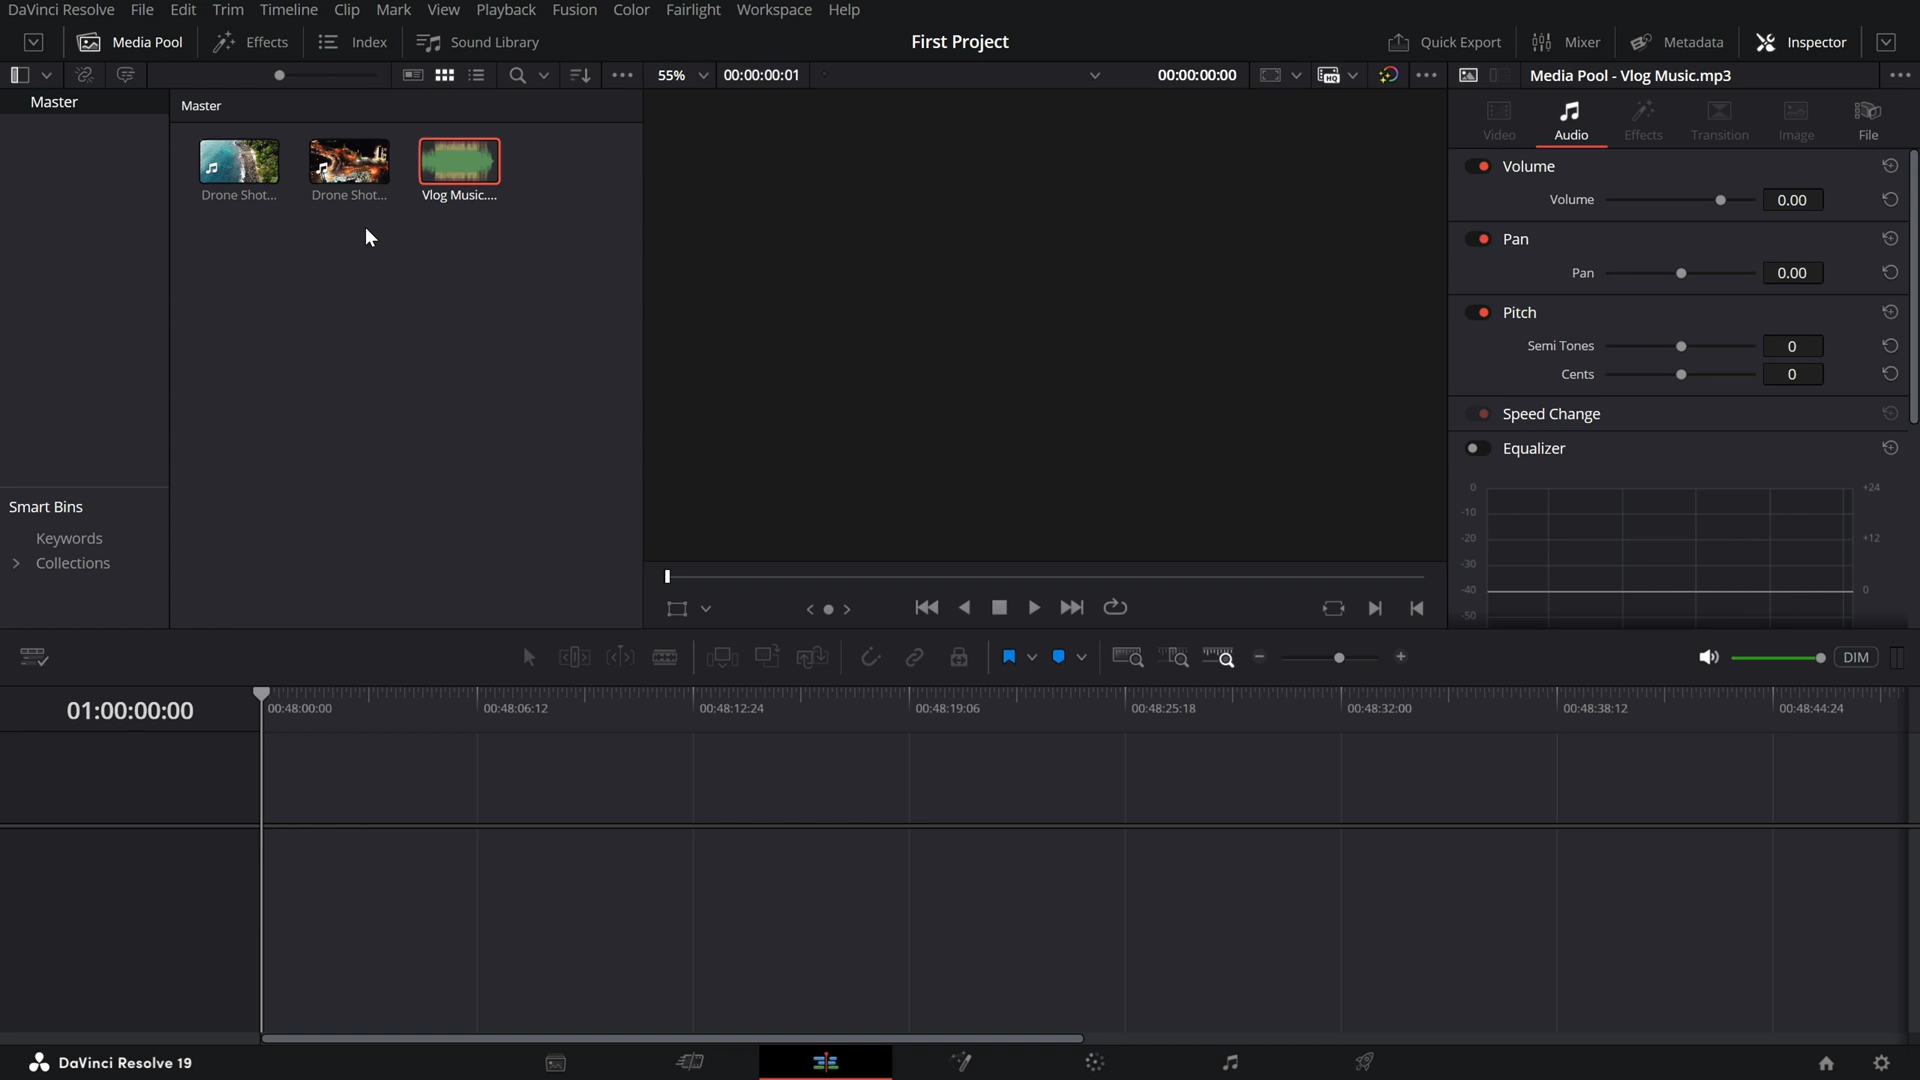 DaVinci Resolve File Edit Trim Timeline Clip Mark View Playback Fusion Color Fairlight Workspace Help
Media Pool Effects Index Sound Library First Project Quick Export Mixer Metadata Inspector
55% 00:00:00:01 00:00:00:00 Media Pool - Vlog Music.mp3
Master
Master
Video Audio Effects Transition Image File
Drone Shot... Drone Shot... Vlog Music....
Volume
Volume 0.00
Pan
Pan 0.00
Pitch
Semi Tones 0
Cents 0
Speed Change
Equalizer
0 +24
-10
-20 +12
-30
-40 0
-50
Smart Bins
Keywords
Collections
DIM
01:00:00:00
00:48:00:00 00:48:06:12 00:48:12:24 00:48:19:06 00:48:25:18 00:48:32:00 00:48:38:12 00:48:44:24
DaVinci Resolve 19